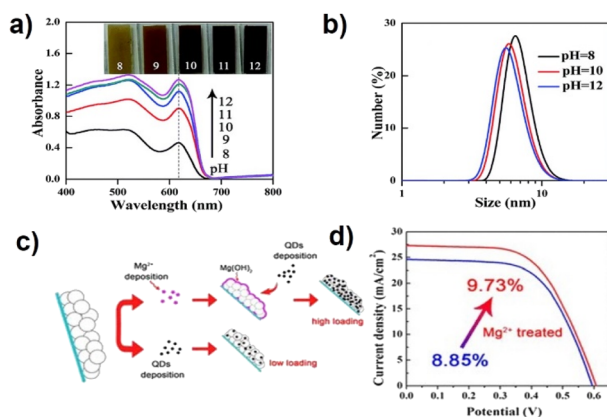 a)
Absorbance
1.6
1.2
0.8
0.4
0.0
8 9 10 11 12
12
11
10
9
8
pH
400 500 600 700 800
Wavelength (nm)
b)
Number (%)
30
20
10
0
pH=8
pH=10
pH=12
1 10
Size (nm)
c)
Mg²⁺
deposition
Mg(OH)₂
QDs
deposition
high loading
QDs
deposition
low loading
d)
Current density (mA/cm²)
30
25
20
15
10
5
0
9.73%
Mg²⁺ treated
8.85%
0.0 0.1 0.2 0.3 0.4 0.5 0.6
Potential (V)